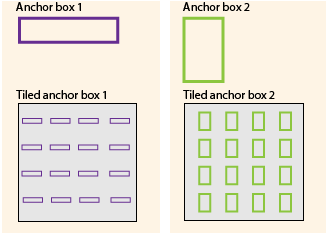 Anchor box 1
Anchor box 2
Tiled anchor box 1
Tiled anchor box 2